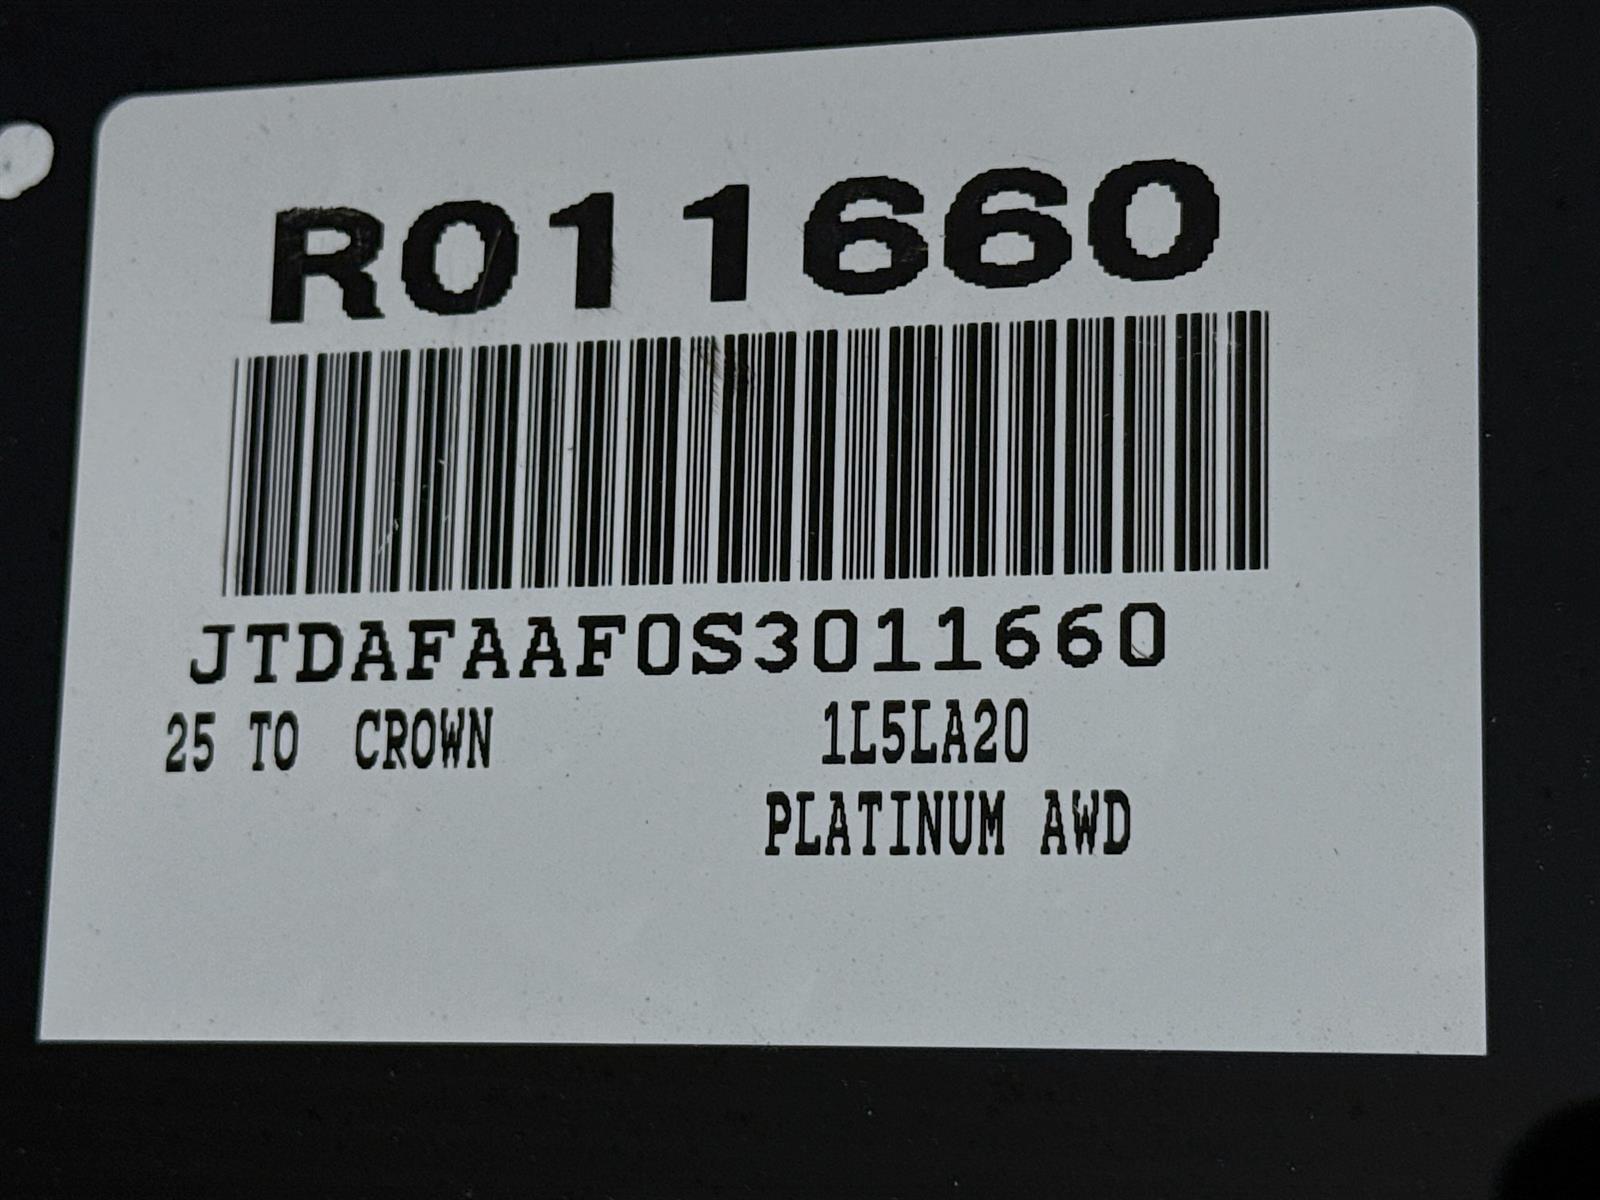 R011660
JTDAFAAF0S3011660
25 TO CROWN 1L5LA20
PLATINUM AWD